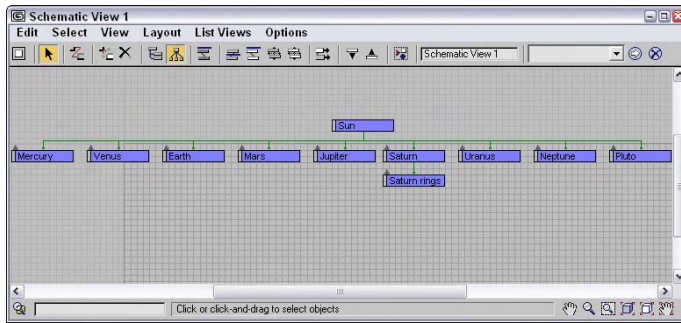 Schematic View 1
Edit Select View Layout List Views Options
Schematic View 1
Sun
Mercury Venus Earth Mars Jupiter Saturn Uranus Neptune Pluto
Saturn rings
Click or click-and-drag to select objects